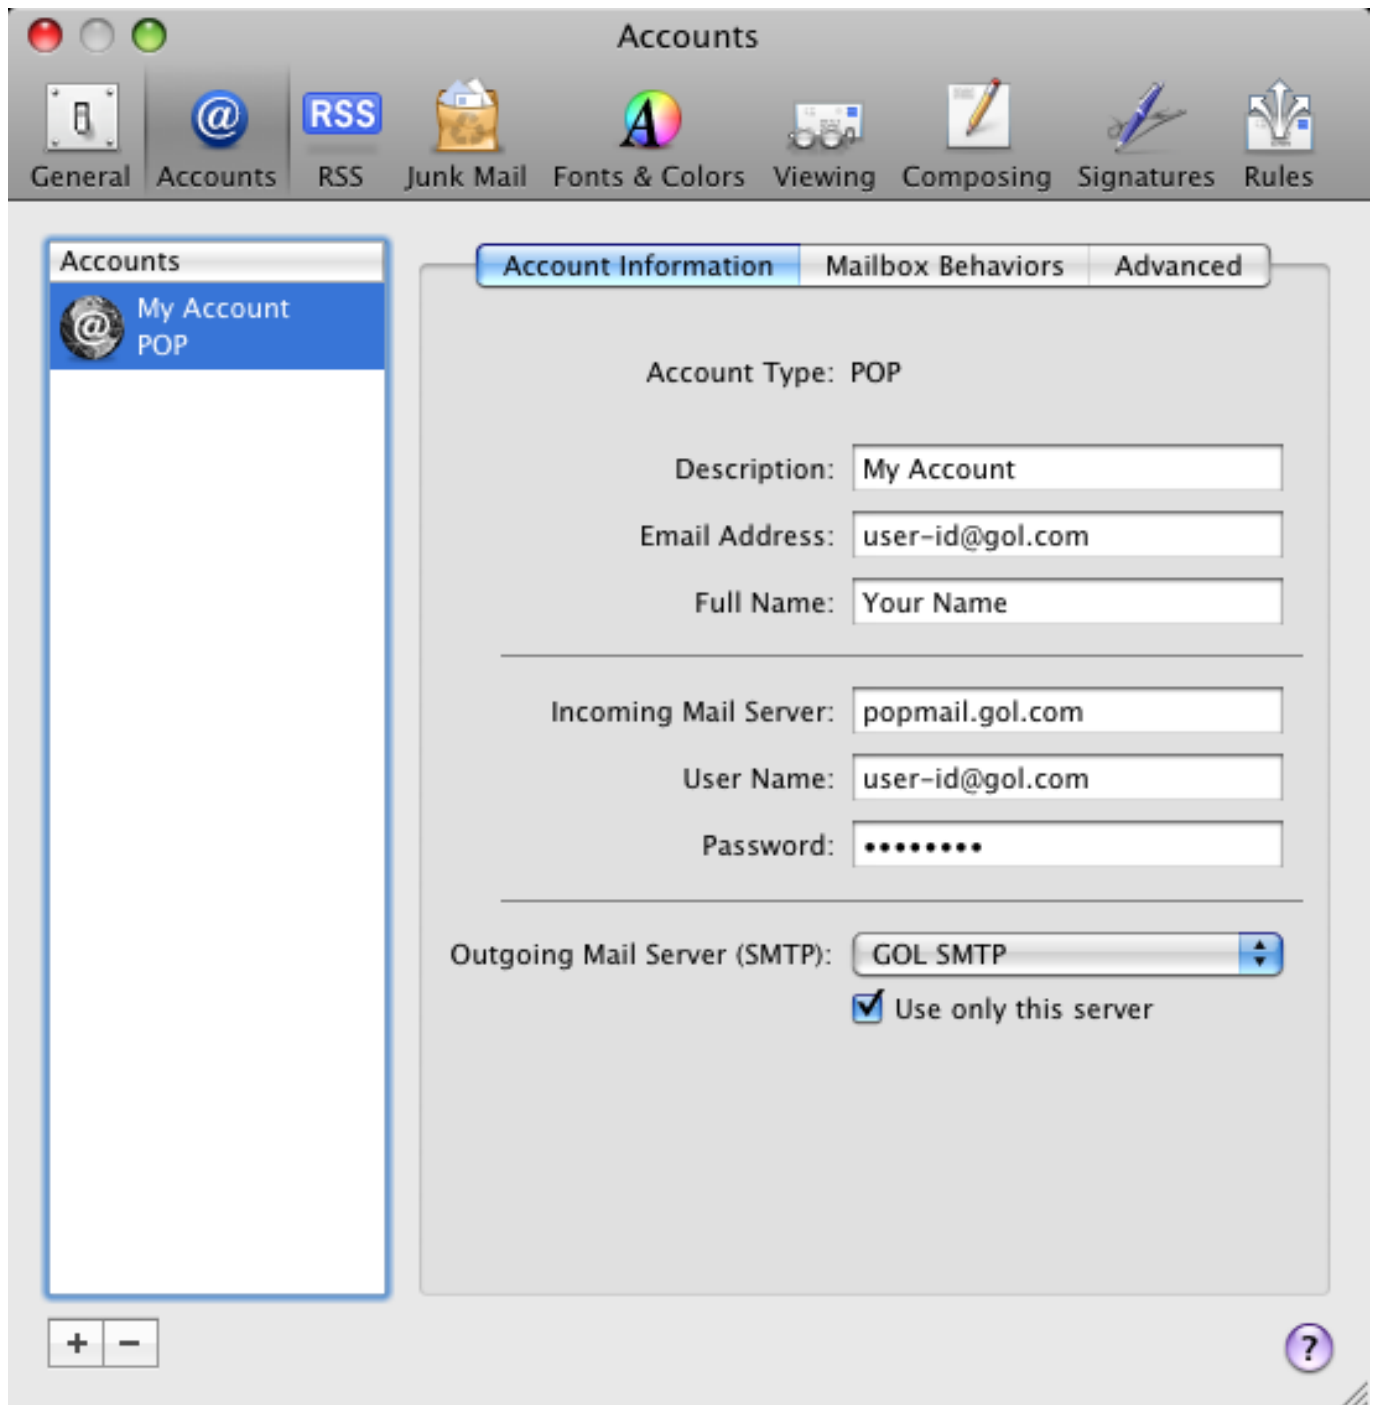 Accounts
RSS
General Accounts RSS Junk Mail Fonts & Colors Viewing Composing Signatures Rules
Accounts
My Account
POP
Account Information Mailbox Behaviors Advanced
Account Type: POP
Description: My Account
Email Address: user-id@gol.com
Full Name: Your Name
Incoming Mail Server: popmail.gol.com
User Name: user-id@gol.com
Password: ••••••••
Outgoing Mail Server (SMTP): GOL SMTP
Use only this server